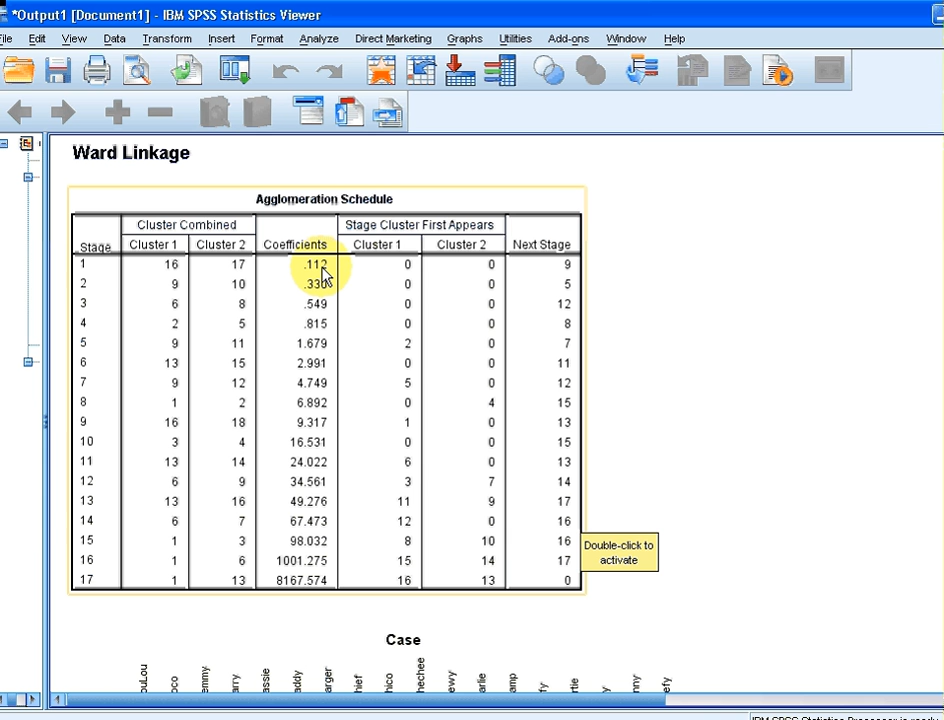 *Output1 [Document1] - IBM SPSS Statistics Viewer
Edit View Data Transform Insert Format Analyze Direct Marketing Graphs Utilities Add-ons Window Help
Ward Linkage
Agglomeration Schedule
Cluster Combined Stage Cluster First Appears
Stage Cluster 1 Cluster 2 Coefficients Cluster 1 Cluster 2 Next Stage
1 16 17 .112 0 0 9
2 9 10 .330 0 0 5
3 6 8 .549 0 0 12
4 2 5 .815 0 0 8
5 9 11 1.679 2 0 7
6 13 15 2.991 0 0 11
7 9 12 4.749 5 0 12
8 1 2 6.892 0 4 15
9 16 18 9.317 1 0 13
10 3 4 16.531 0 0 15
11 13 14 24.022 6 0 13
12 6 9 34.561 3 7 14
13 13 16 49.276 11 9 17
14 6 7 67.473 12 0 16
15 1 3 98.032 8 10 16
16 1 6 1001.275 15 14 17
17 1 13 8167.574 16 13 0
Double-click to
activate
Case